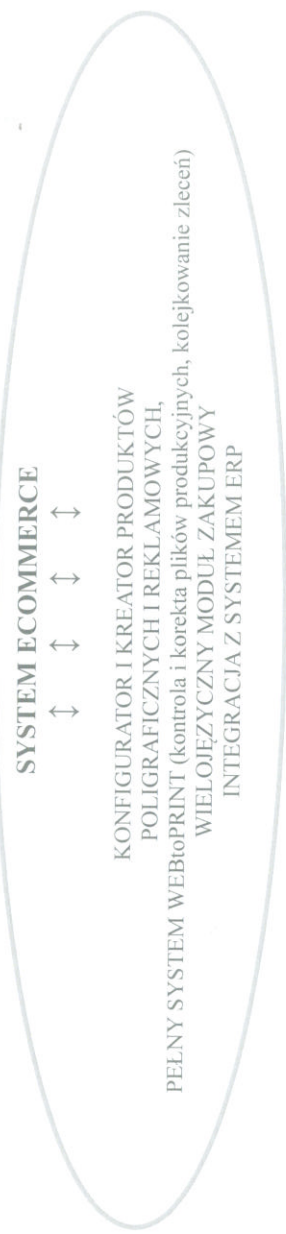 SYSTEM ECOMMERCE
↕ ↕ ↕ ↕
KONFIGURATOR I KREATOR PRODUKTÓW
POLIGRAFICZNYCH I REKLAMOWYCH,
PEŁNY SYSTEM WEBtoPRINT (kontrola i korekta plików produkcyjnych, kolejkowanie zleceń)
WIELOJĘZYCZNY MODUŁ ZAKUPOWY
INTEGRACJA Z SYSTEMEM ERP